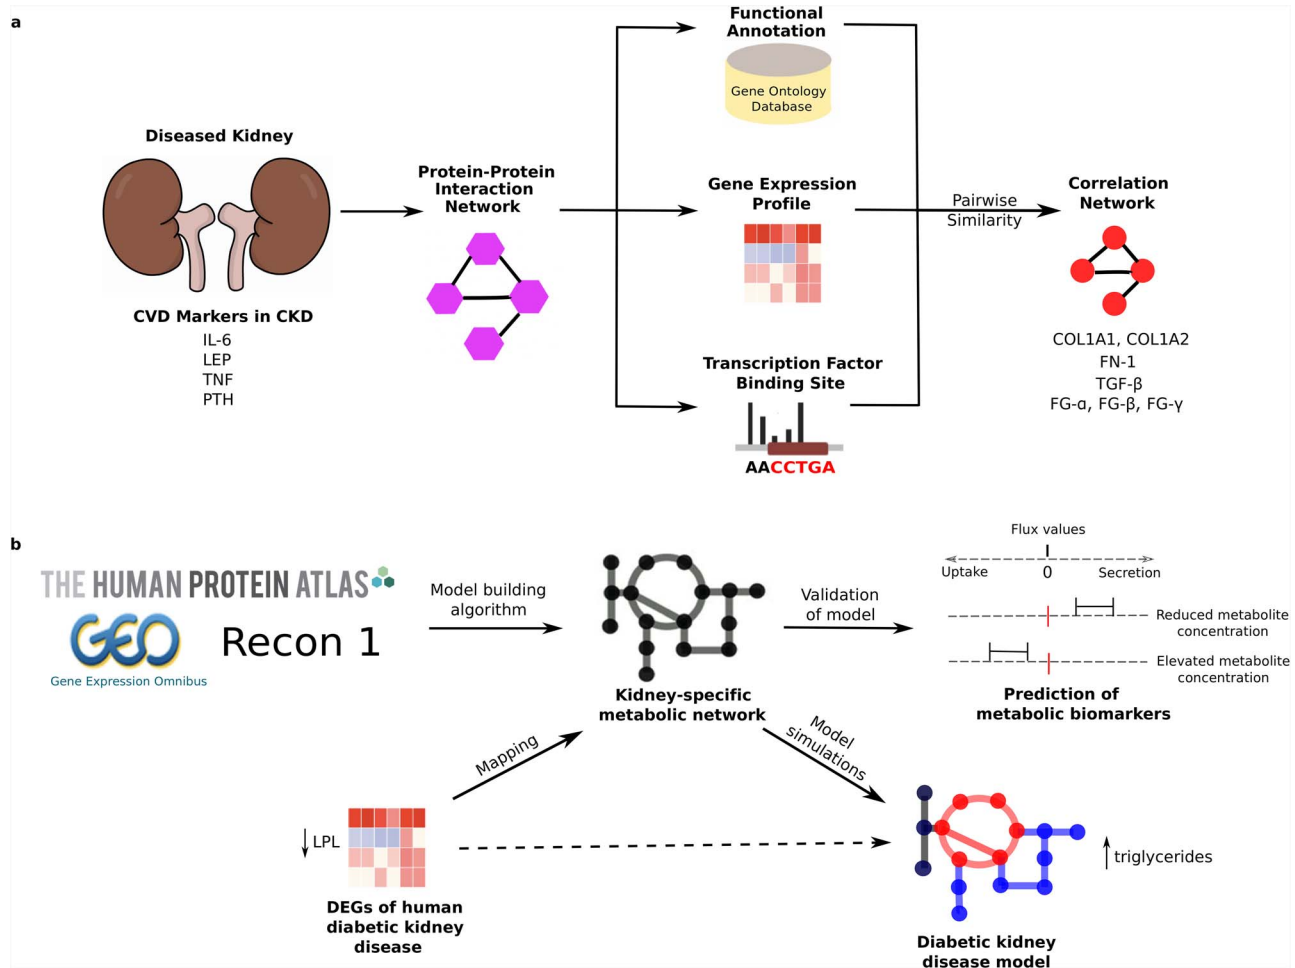 a
Diseased Kidney
CVD Markers in CKD
IL-6
LEP
TNF
PTH
Protein-Protein
Interaction
Network
Functional
Annotation
Gene Ontology
Database
Gene Expression
Profile
Transcription Factor
Binding Site
AACCTGA
Pairwise
Similarity
Correlation
Network
COL1A1, COL1A2
FN-1
TGF-β
FG-α, FG-β, FG-γ
b
THE HUMAN PROTEIN ATLAS
GEO
Gene Expression Omnibus
Recon 1
Model building
algorithm
Kidney-specific
metabolic network
Validation
of model
Flux values
Uptake
0
Secretion
Reduced metabolite
concentration
Elevated metabolite
concentration
Prediction of
metabolic biomarkers
Mapping
Model
simulations
↓ LPL
DEGs of human
diabetic kidney
disease
↑ triglycerides
Diabetic kidney
disease model